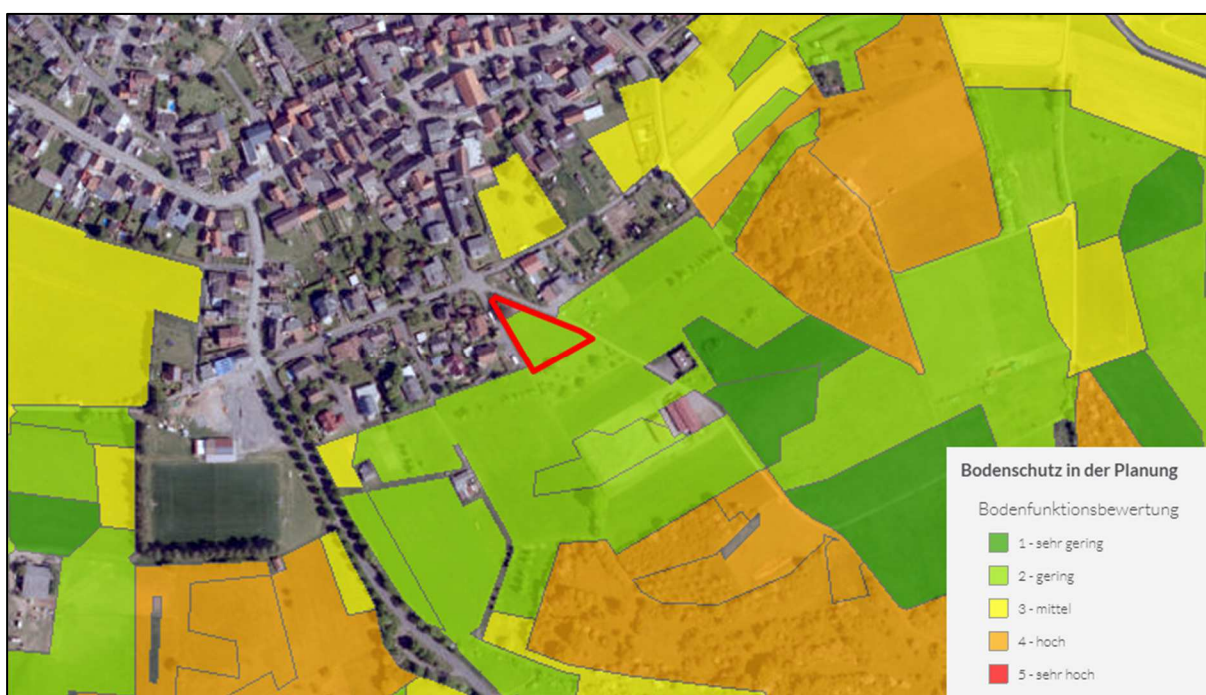 Bodenschutz in der Planung
Bodenfunktionsbewertung
1 - sehr gering
2 - gering
3 - mittel
4 - hoch
5 - sehr hoch